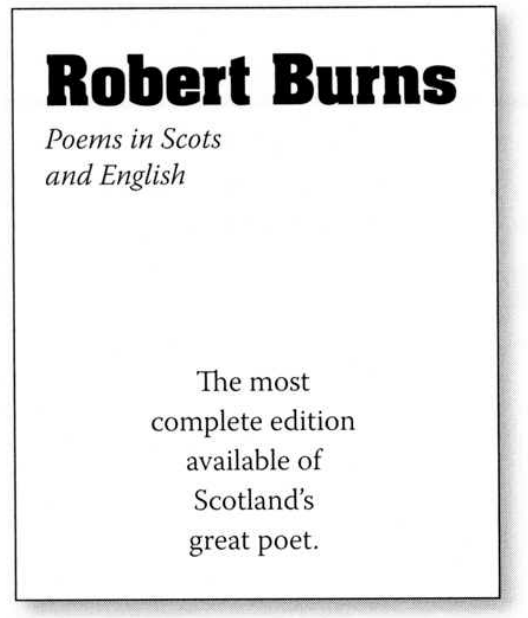 Robert Burns
Poems in Scots
and English
The most
complete edition
available of
Scotland's
great poet.